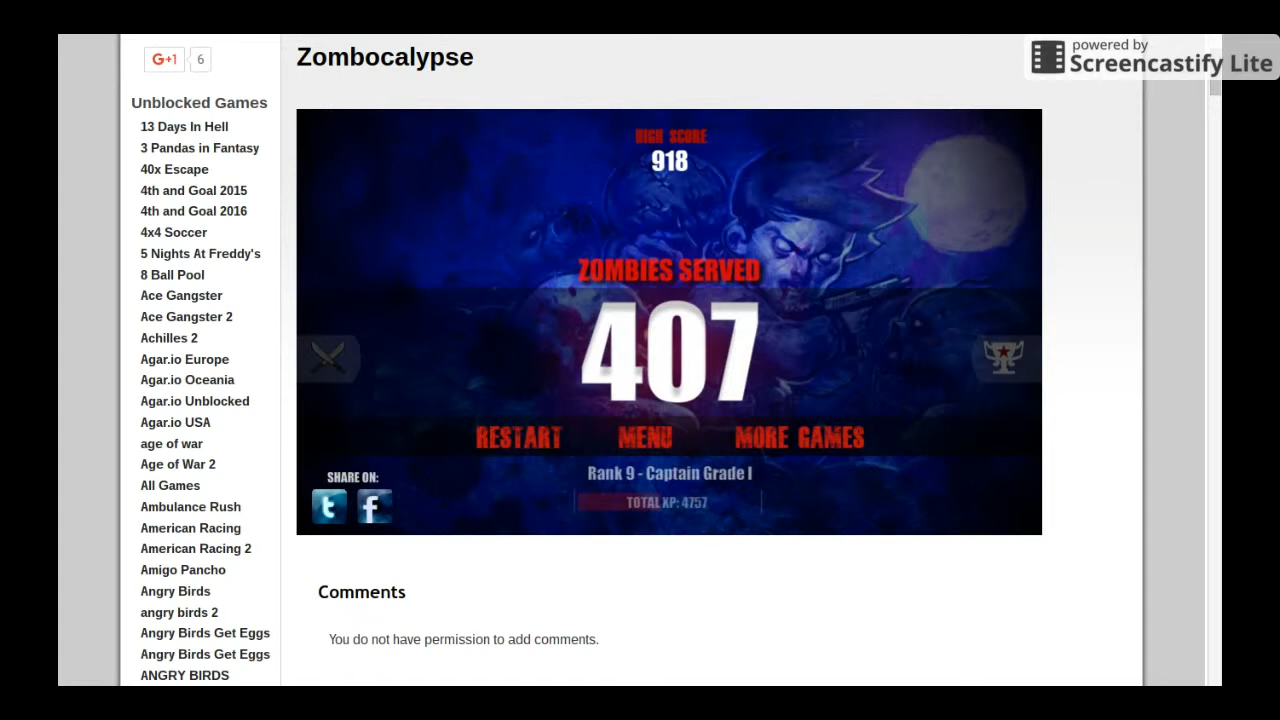 powered by
Screencastify Lite
G+1 6
Unblocked Games
13 Days In Hell
3 Pandas in Fantasy
40x Escape
4th and Goal 2015
4th and Goal 2016
4x4 Soccer
5 Nights At Freddy's
8 Ball Pool
Ace Gangster
Ace Gangster 2
Achilles 2
Agar.io Europe
Agar.io Oceania
Agar.io Unblocked
Agar.io USA
age of war
Age of War 2
All Games
Ambulance Rush
American Racing
American Racing 2
Amigo Pancho
Angry Birds
angry birds 2
Angry Birds Get Eggs
Angry Birds Get Eggs
ANGRY BIRDS
Zombocalypse
HIGH SCORE
918
ZOMBIES SERVED
407
RESTART MENU MORE GAMES
Rank 9 - Captain Grade I
TOTAL XP: 4757
SHARE ON:
t f
Comments
You do not have permission to add comments.